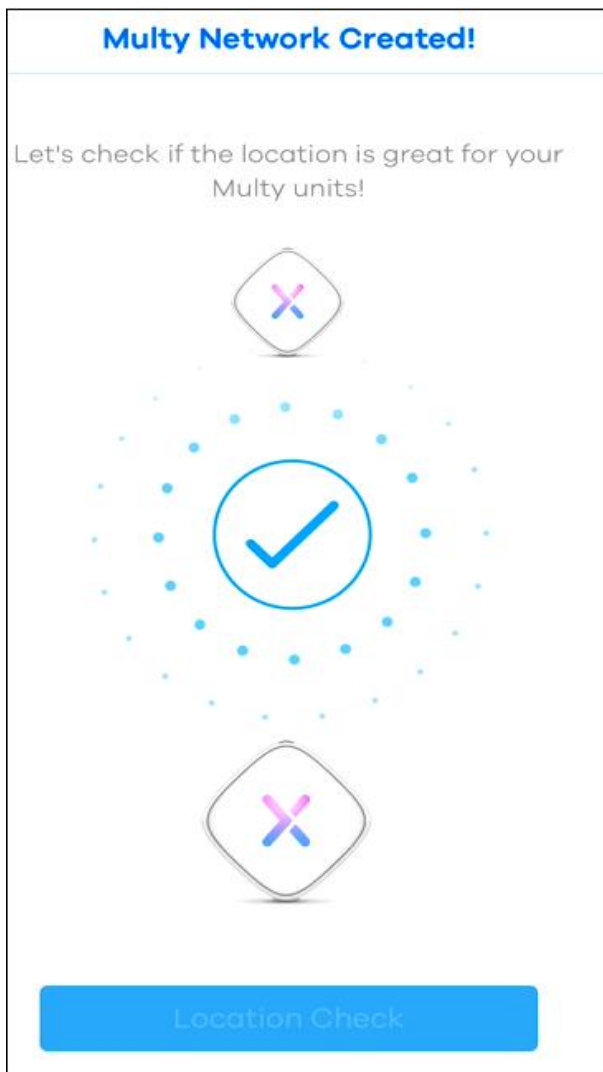 Multy Network Created!
Let's check if the location is great for your
Multy units!
Location Check